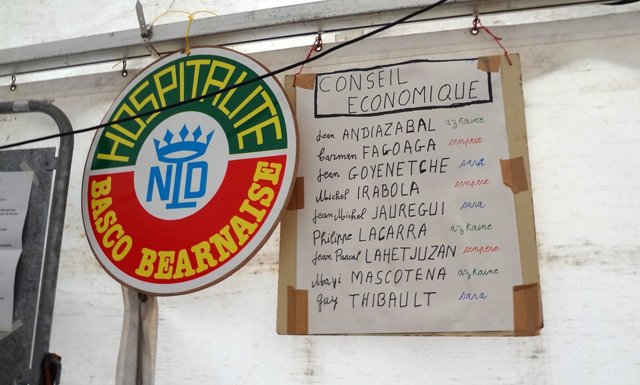 HOSPITALITE
NLD
BASCO BEARNAISE
CONSEIL
ECONOMIQUE
Jean ANDIAZABAL azkaine
Carmen FAGOAGA senpere
Jean GOYENETCHE sara
Michel IRABOLA senpere
Jean Michel JAUREGUI sara
Philippe LAGARRA azkaine
Jean Pascal LAHETJUZAN senpere
Mayi MASCOTENA azkaine
Guy THIBAULT sara